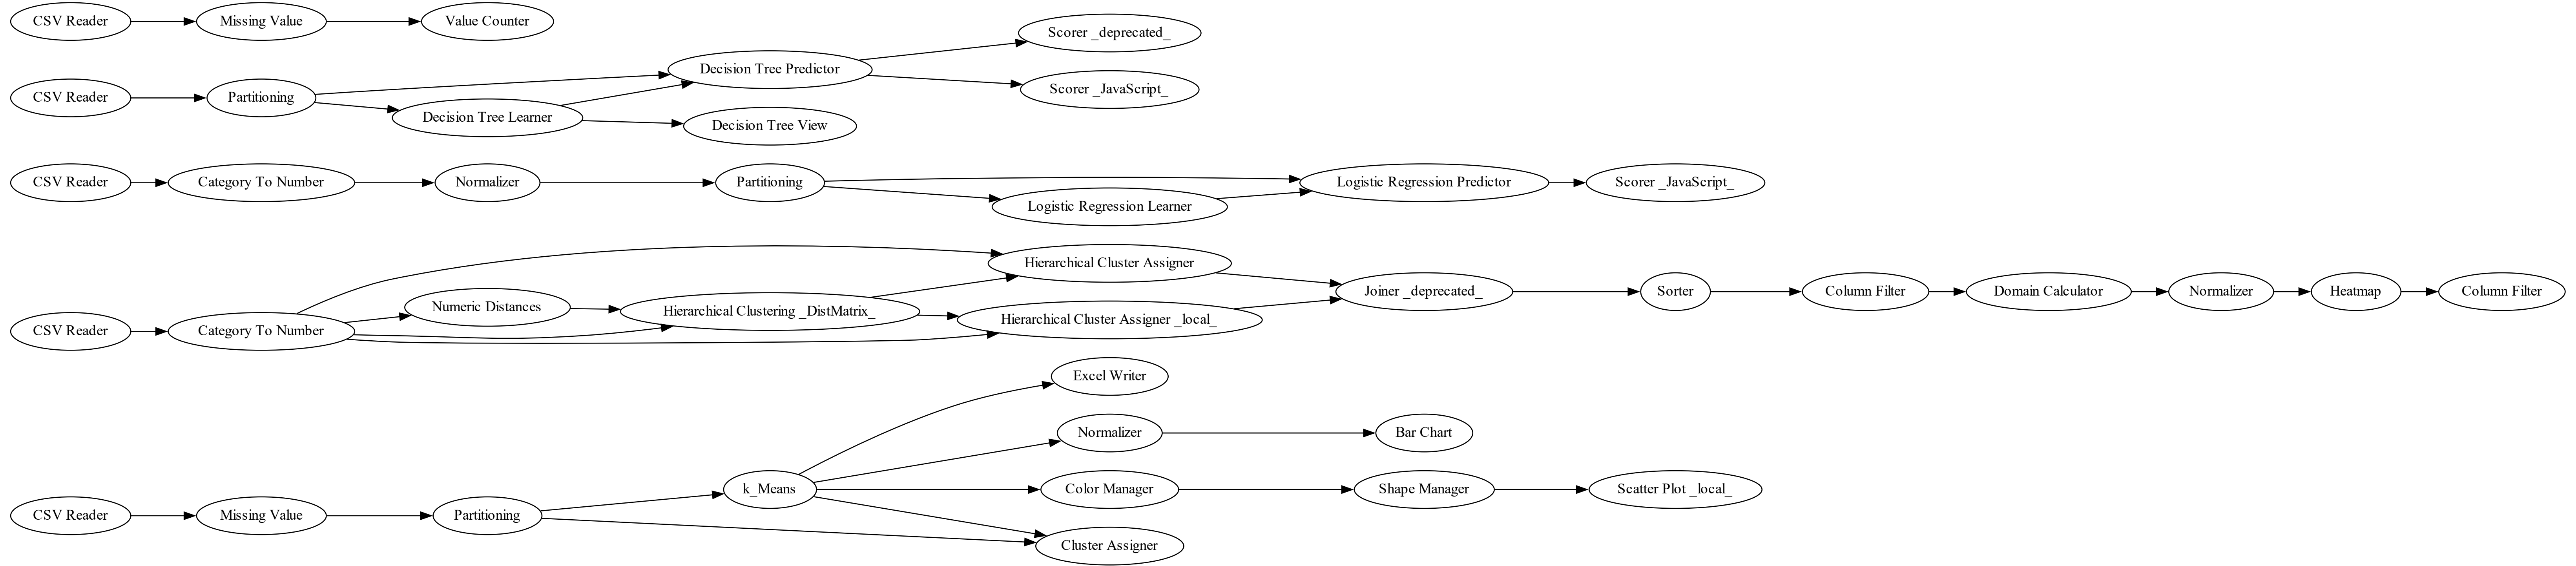 CSV Reader
Missing Value
Value Counter
CSV Reader
Partitioning
Decision Tree Learner
Decision Tree Predictor
Decision Tree View
Scorer _deprecated_
Scorer _JavaScript_
CSV Reader
Category To Number
Normalizer
Partitioning
Logistic Regression Learner
Logistic Regression Predictor
Scorer _JavaScript_
CSV Reader
Category To Number
Numeric Distances
Hierarchical Clustering _DistMatrix_
Hierarchical Cluster Assigner
Hierarchical Cluster Assigner _local_
Joiner _deprecated_
Sorter
Column Filter
Domain Calculator
Normalizer
Heatmap
Column Filter
CSV Reader
Missing Value
Partitioning
k_Means
Excel Writer
Normalizer
Bar Chart
Color Manager
Shape Manager
Scatter Plot _local_
Cluster Assigner